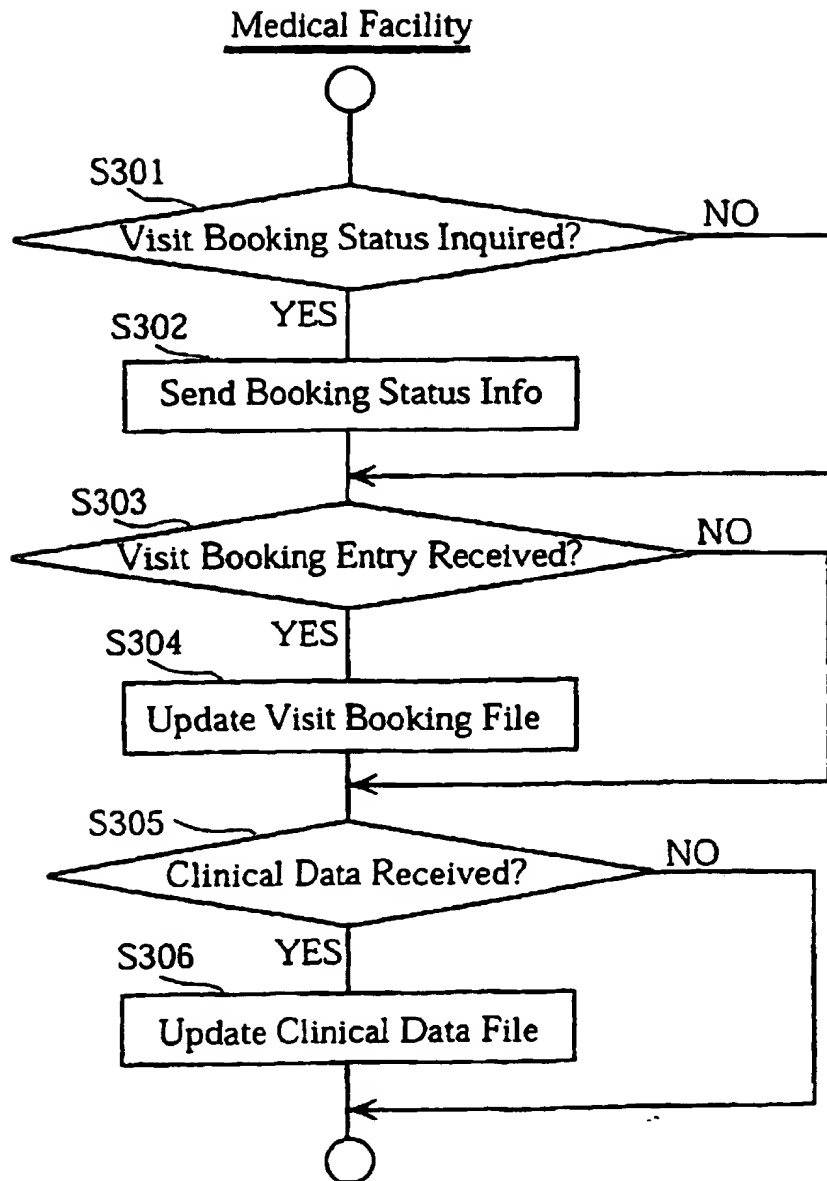 Medical Facility
S301
Visit Booking Status Inquired?
NO
YES
S302
Send Booking Status Info
S303
Visit Booking Entry Received?
NO
YES
S304
Update Visit Booking File
S305
Clinical Data Received?
NO
YES
S306
Update Clinical Data File